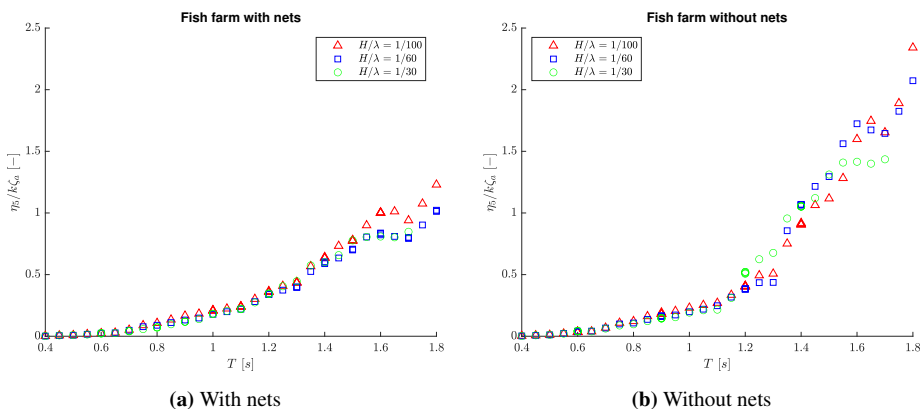 Fish farm with nets
2.5
2
1.5
1
0.5
0
η₅/kζₐ [−]
H/λ = 1/100
H/λ = 1/60
H/λ = 1/30
0.4 0.6 0.8 1 1.2 1.4 1.6 1.8
T [s]
(a) With nets
Fish farm without nets
2.5
2
1.5
1
0.5
0
η₅/kζₐ [−]
H/λ = 1/100
H/λ = 1/60
H/λ = 1/30
0.4 0.6 0.8 1 1.2 1.4 1.6 1.8
T [s]
(b) Without nets